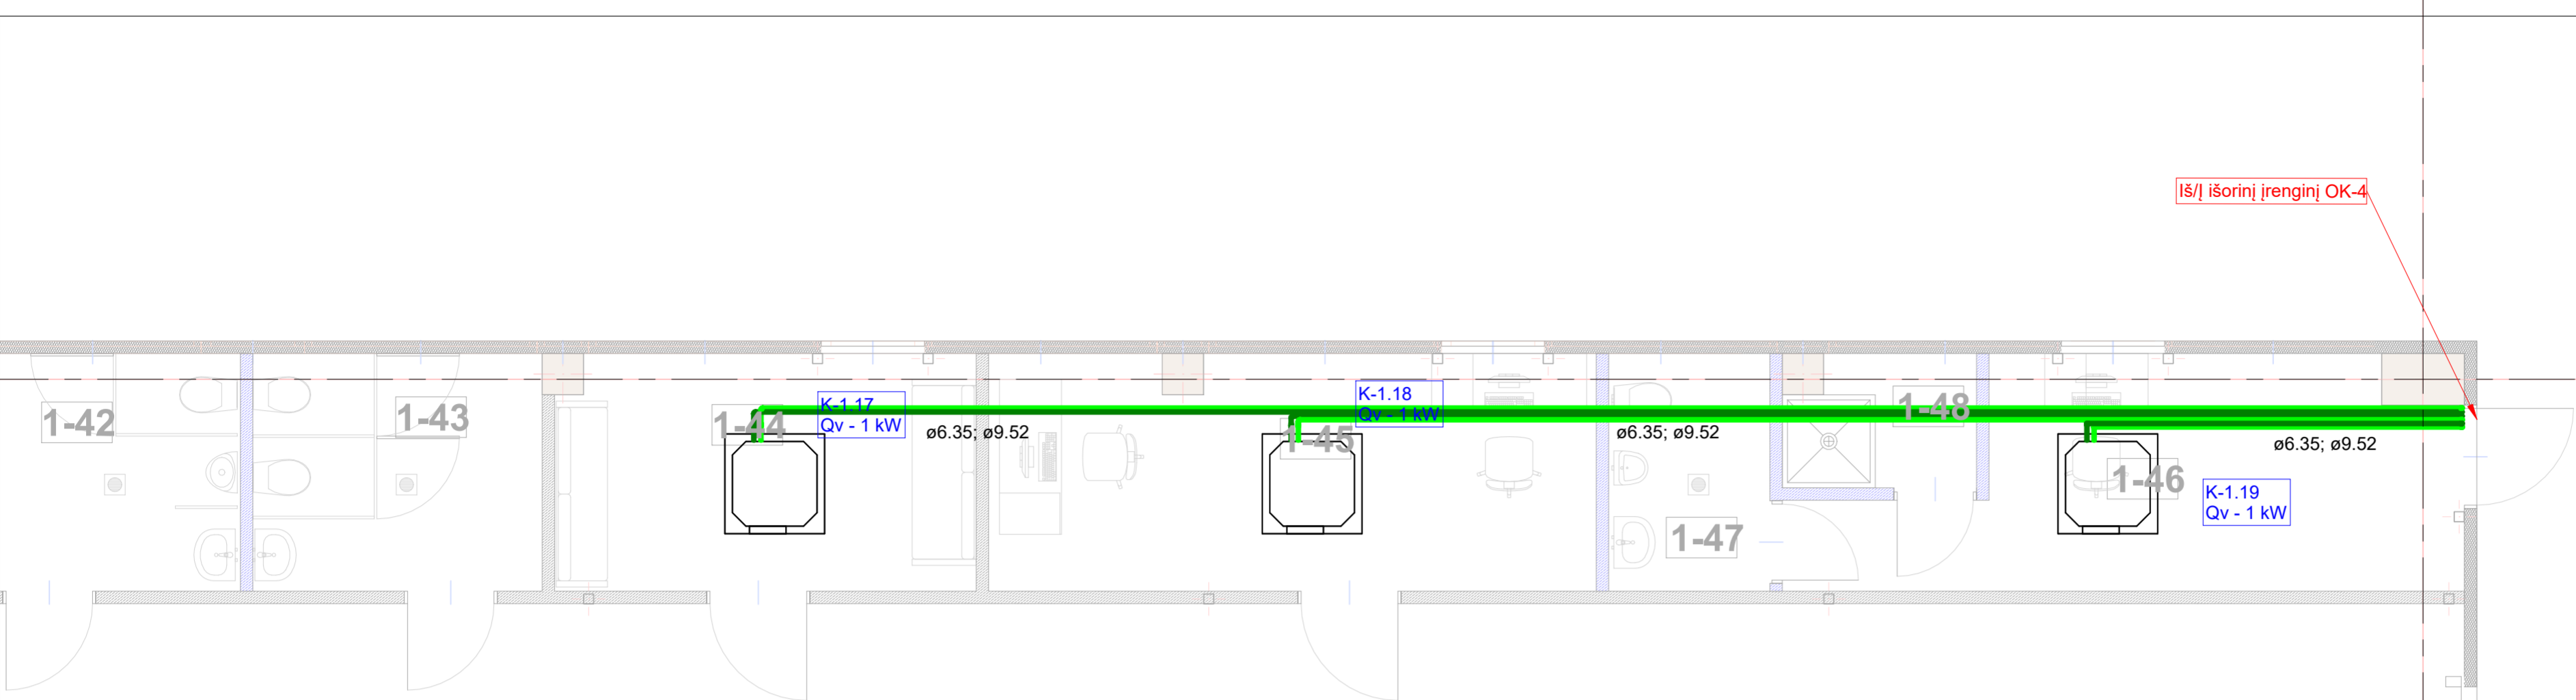 Iš/Į išorinį įrenginį OK-4
1-42
1-43
1-44
K-1.17
Qv - 1 kW
ø6.35; ø9.52
K-1.18
Qv - 1 kW
1-45
ø6.35; ø9.52
1-47
1-48
1-46
ø6.35; ø9.52
K-1.19
Qv - 1 kW